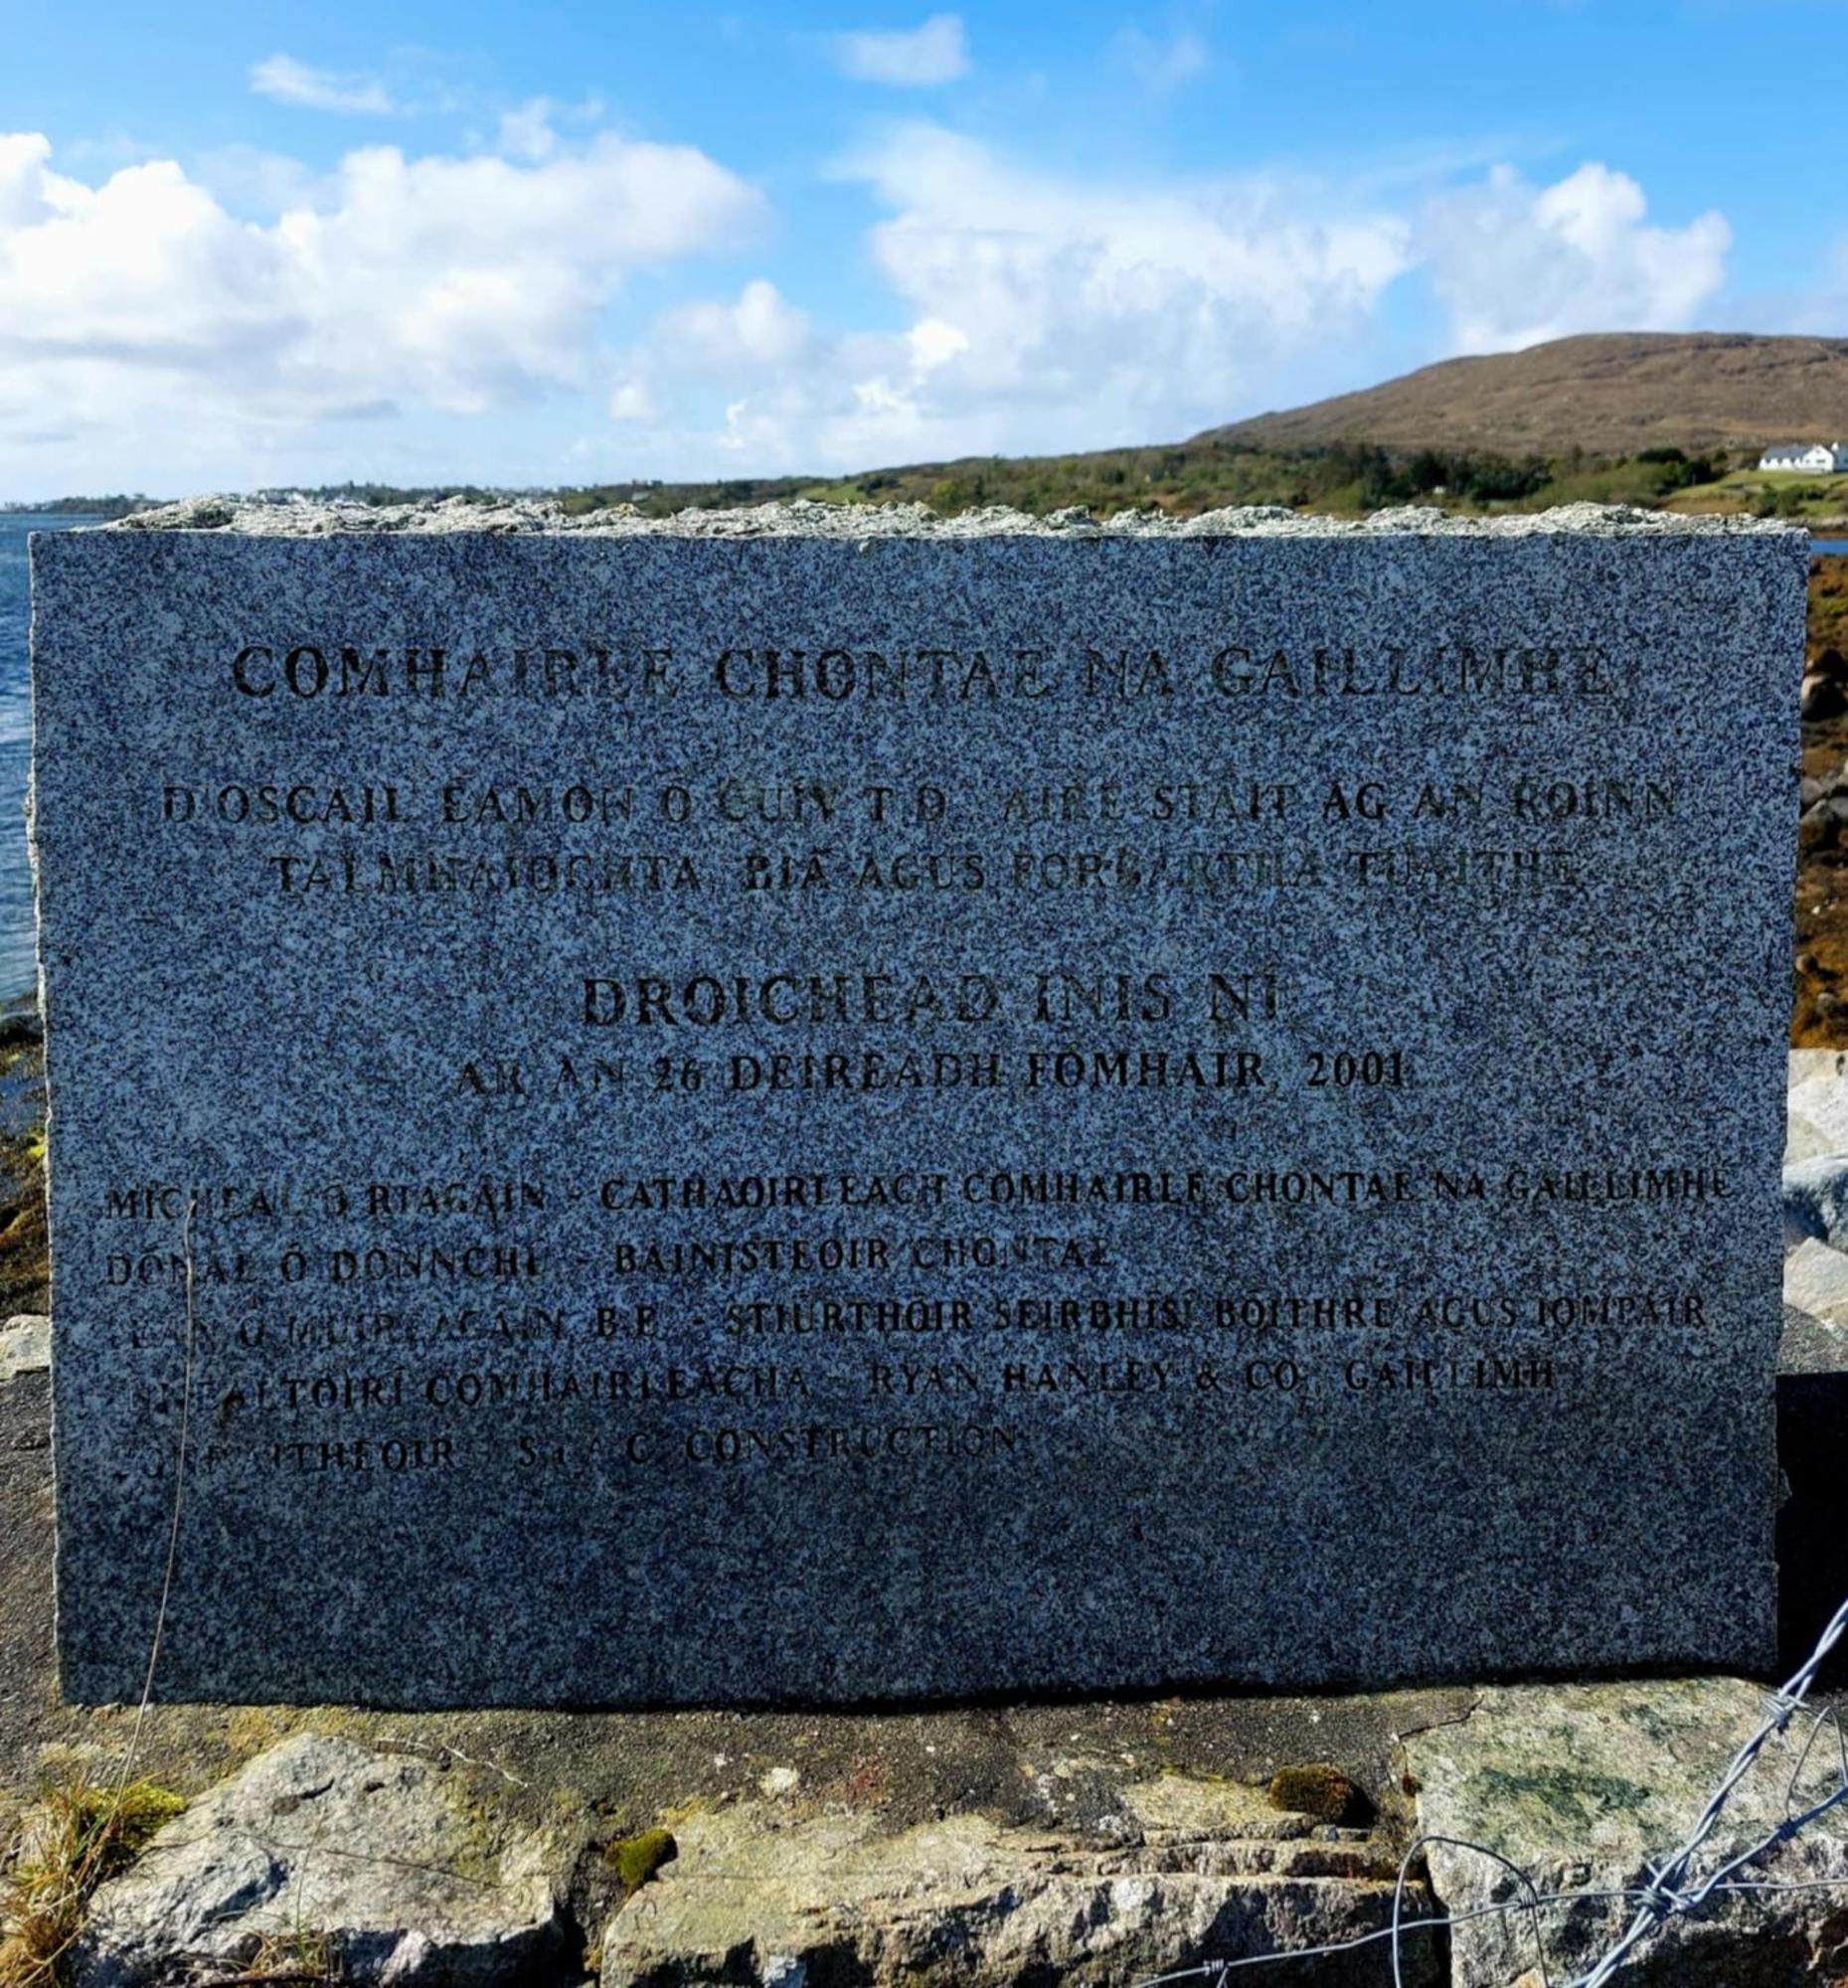 COMHAIRLE CHONTAE NA GAILLIMHE
D'OSCAIL ÉAMON Ó CUÍV T.D. AIRE STÁIT AG AN ROINN
TALMHAÍOCHTA, BIA AGUS FORBARTHA TUAITHE
DROICHEAD INIS NÍ
AR AN 26 DEIREADH FÓMHAIR, 2001
MICHEÁL Ó RIAGÁIN - CATHAOIRLEACH COMHAIRLE CHONTAE NA GAILLIMHE
DÓNAL Ó DONNCHÚ - BAINISTEOIR CHONTAE
Ó B.E. - STIÚRTHÓIR SEIRBHÍSÍ BÓITHRE AGUS IOMPAIR
COMHAIRLEACHA - RYAN HANLEY & CO., GAILLIMH
CONSTRUCTION